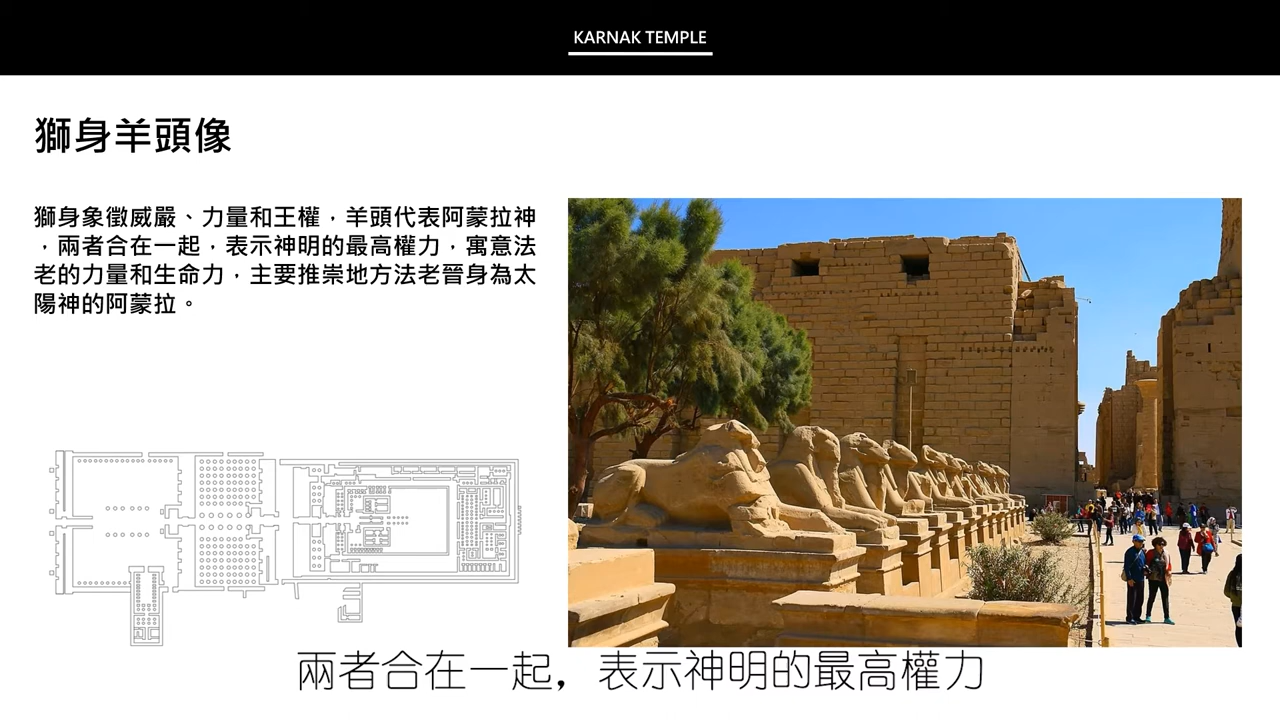 KARNAK TEMPLE
獅身羊頭像
獅身象徵威嚴、力量和王權，羊頭代表阿蒙拉神
，兩者合在一起，表示神明的最高權力，寓意法
老的力量和生命力，主要推崇地方法老晉身為太
陽神的阿蒙拉。
兩者合在一起，表示神明的最高權力